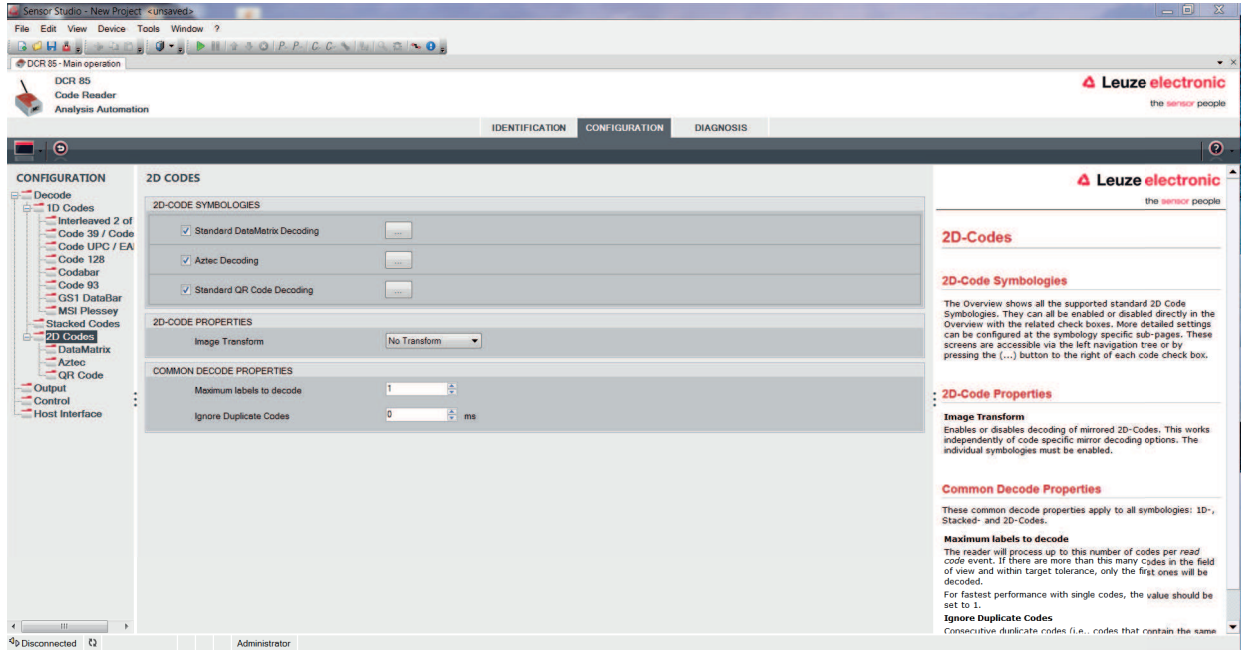 Sensor Studio - New Project <unsaved>
File Edit View Device Tools Window ?
DCR 85 - Main operation
DCR 85
Code Reader
Analysis Automation
Leuze electronic
the sensor people
IDENTIFICATION CONFIGURATION DIAGNOSIS
CONFIGURATION
Decode
1D Codes
Interleaved 2 of
Code 39 / Code
Code UPC / EA
Code 128
Codabar
Code 93
GS1 DataBar
MSI Plessey
Stacked Codes
2D Codes
DataMatrix
Aztec
QR Code
Output
Control
Host Interface
2D CODES
2D-CODE SYMBOLOGIES
Standard DataMatrix Decoding ...
Aztec Decoding ...
Standard QR Code Decoding ...
2D-CODE PROPERTIES
Image Transform No Transform
COMMON DECODE PROPERTIES
Maximum labels to decode 1
Ignore Duplicate Codes 0 ms
Leuze electronic
the sensor people
2D-Codes
2D-Code Symbologies
The Overview shows all the supported standard 2D Code
Symbologies. They can all be enabled or disabled directly in the
Overview with the related check boxes. More detailed settings
can be configured at the symbology specific sub-pages. These
screens are accessible via the left navigation tree or by
pressing the (...) button to the right of each code check box.
2D-Code Properties
Image Transform
Enables or disables decoding of mirrored 2D-Codes. This works
independently of code specific mirror decoding options. The
individual symbologies must be enabled.
Common Decode Properties
These common decode properties apply to all symbologies: 1D-,
Stacked- and 2D-Codes.
Maximum labels to decode
The reader will process up to this number of codes per read
code event. If there are more than this many codes in the field
of view and within target tolerance, only the first ones will be
decoded.
For fastest performance with single codes, the value should be
set to 1.
Ignore Duplicate Codes
Consecutive duplicate codes (i.e., codes that contain the same
Disconnected Administrator